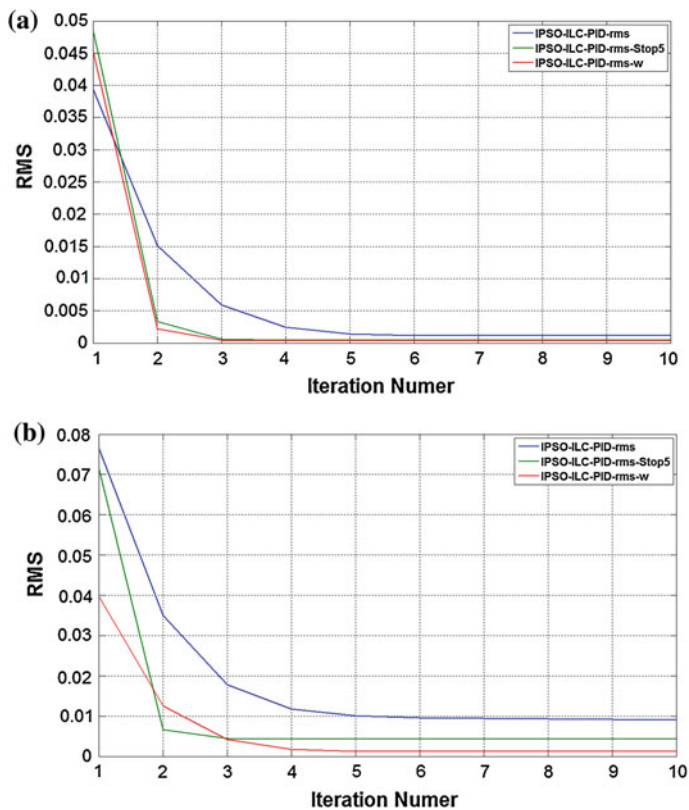 (a)
0.05
0.045
0.04
0.035
0.03
0.025
0.02
0.015
0.01
0.005
0
RMS
IPSO-ILC-PID-rms
IPSO-ILC-PID-rms-Stop5
IPSO-ILC-PID-rms-w
1 2 3 4 5 6 7 8 9 10
Iteration Numer
(b)
0.08
0.07
0.06
0.05
0.04
0.03
0.02
0.01
0
RMS
IPSO-ILC-PID-rms
IPSO-ILC-PID-rms-Stop5
IPSO-ILC-PID-rms-w
1 2 3 4 5 6 7 8 9 10
Iteration Numer